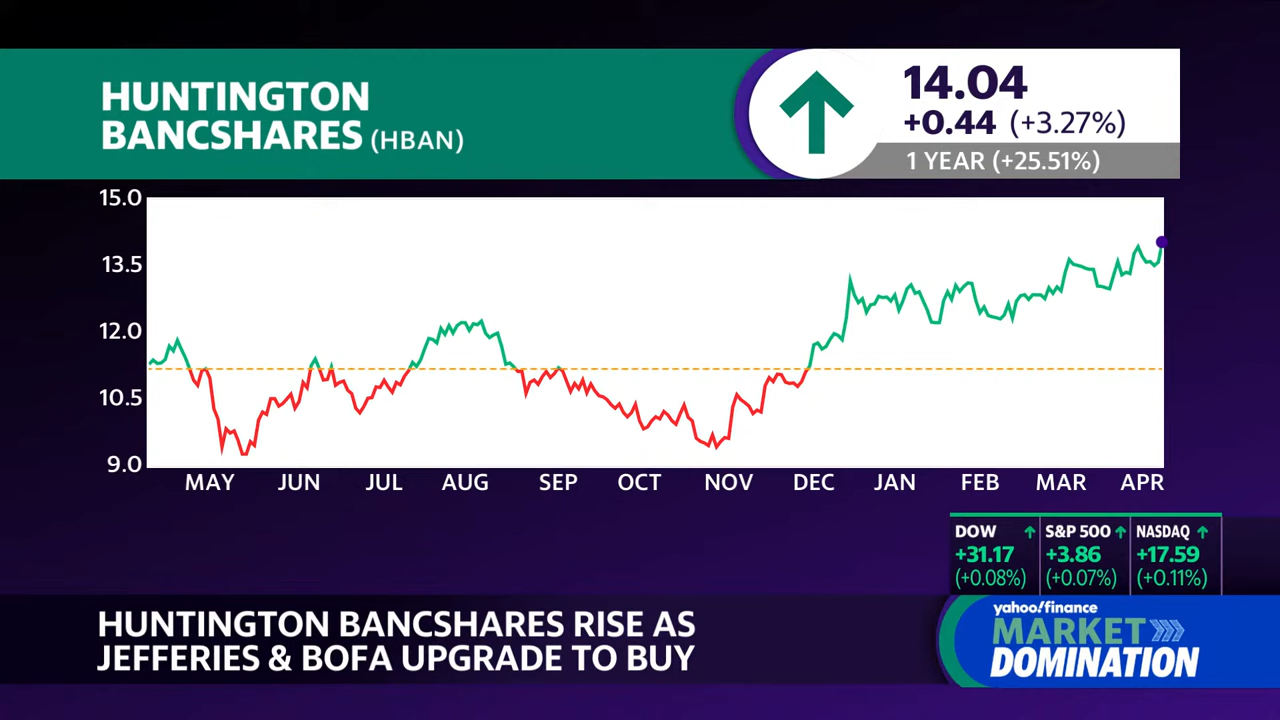 HUNTINGTON
BANCSHARES (HBAN)
14.04
+0.44 (+3.27%)
1 YEAR (+25.51%)
15.0
13.5
12.0
10.5
9.0
MAY JUN JUL AUG SEP OCT NOV DEC JAN FEB MAR APR
DOW
+31.17
(+0.08%)
S&P 500
+3.86
(+0.07%)
NASDAQ
+17.59
(+0.11%)
HUNTINGTON BANCSHARES RISE AS
JEFFERIES & BOFA UPGRADE TO BUY
yahoo!finance
MARKET
DOMINATION